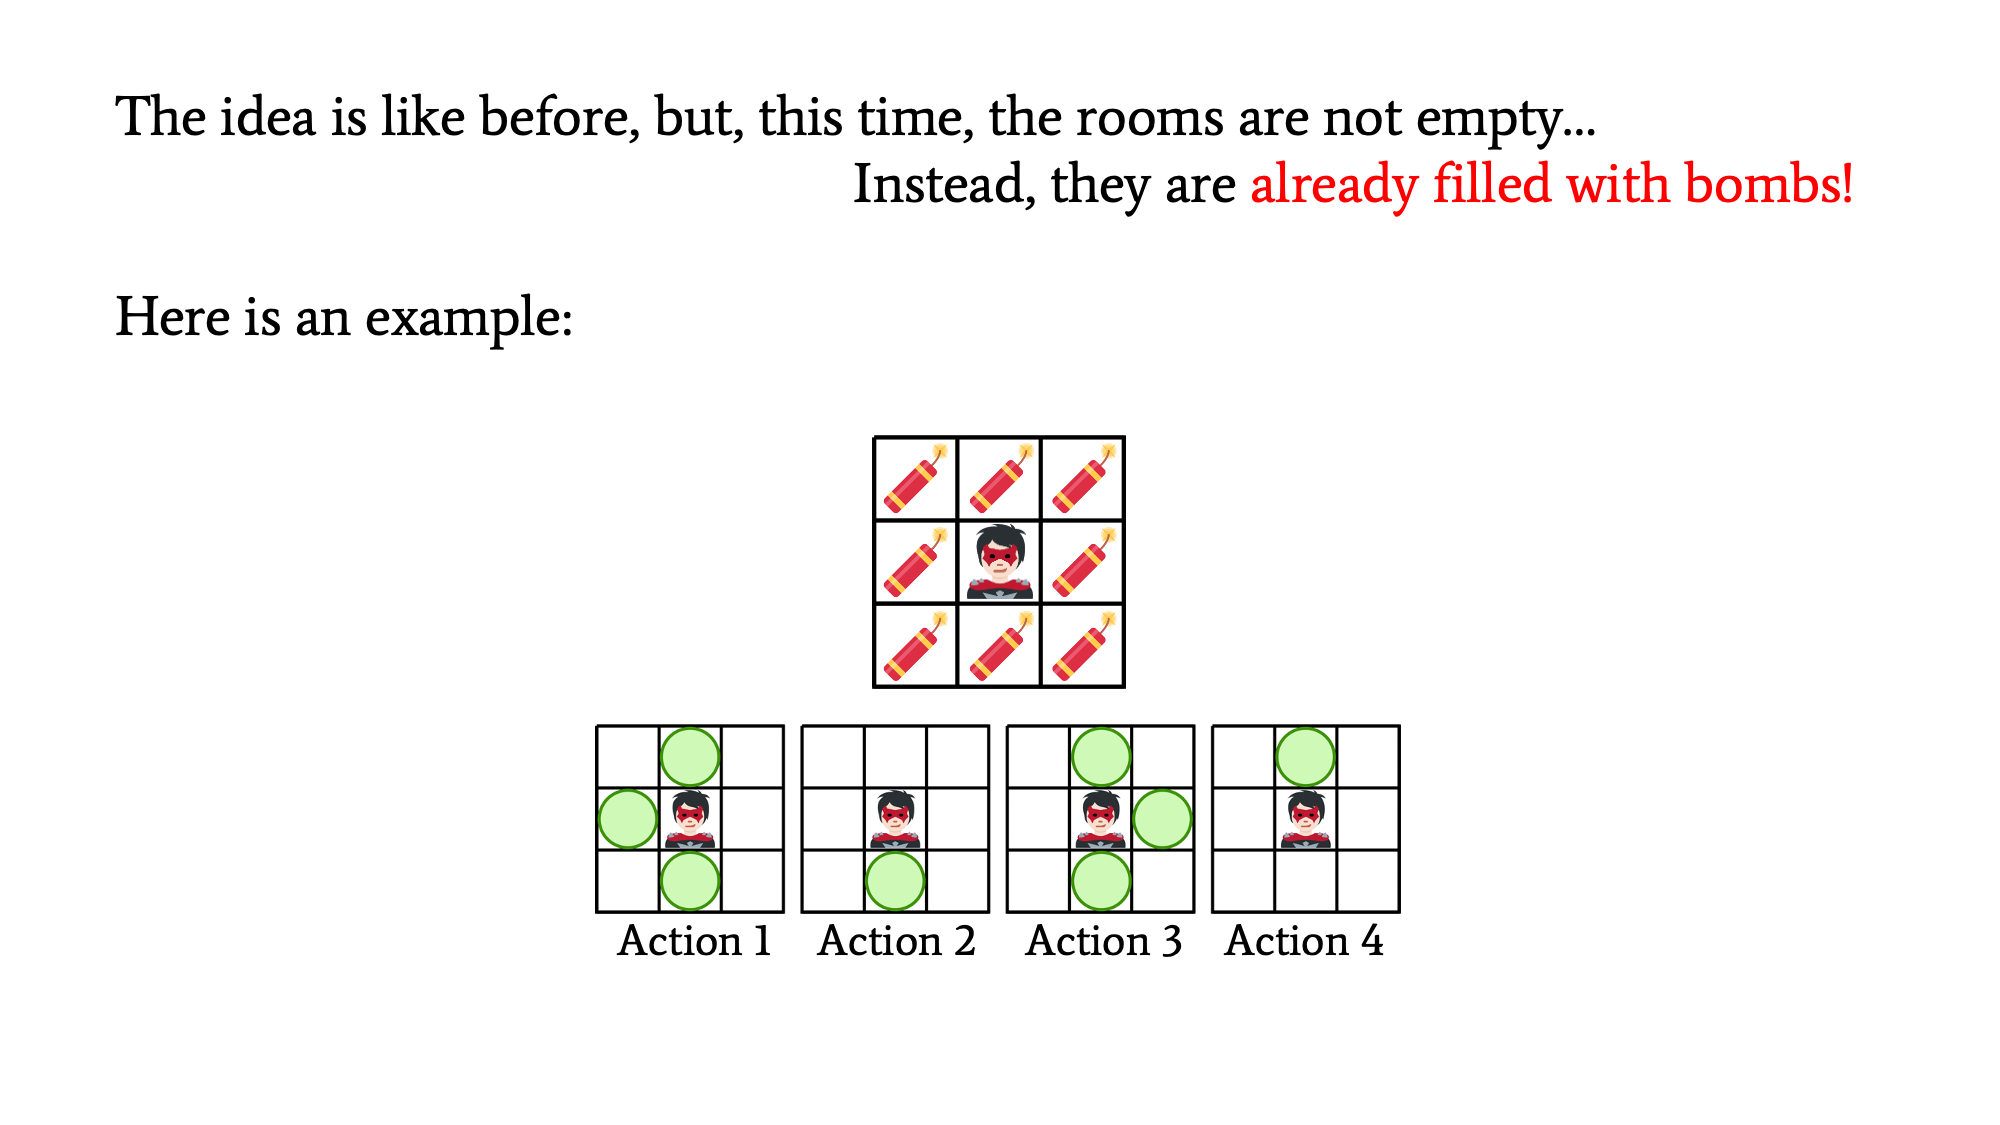 The idea is like before, but, this time, the rooms are not empty...
Instead, they are already filled with bombs!
Here is an example:
Action 1 Action 2 Action 3 Action 4